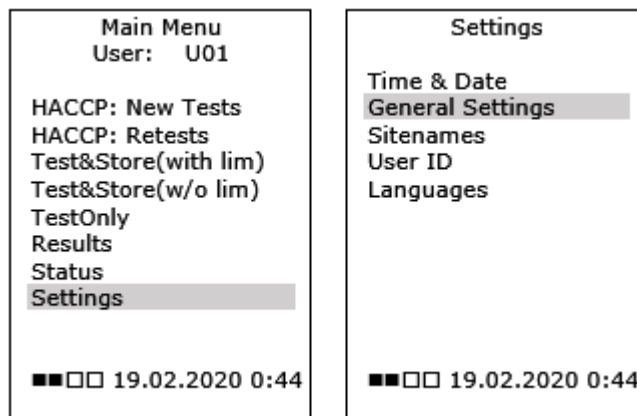 Main Menu
User: U01
HACCP: New Tests
HACCP: Retests
Test&Store(with lim)
Test&Store(w/o lim)
TestOnly
Results
Status
Settings
■■□□ 19.02.2020 0:44
Settings
Time & Date
General Settings
Sitenames
User ID
Languages
■■□□ 19.02.2020 0:44